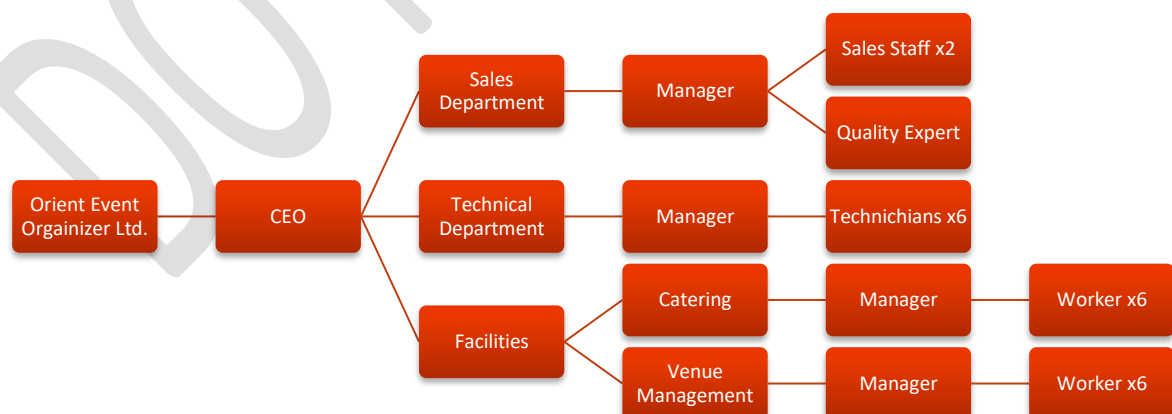 Sales Staff x2
Sales
Department
Manager
Quality Expert
Orient Event
Orgainizer Ltd.
CEO
Technical
Department
Manager
Technichians x6
Catering
Manager
Worker x6
Facilities
Venue
Management
Manager
Worker x6